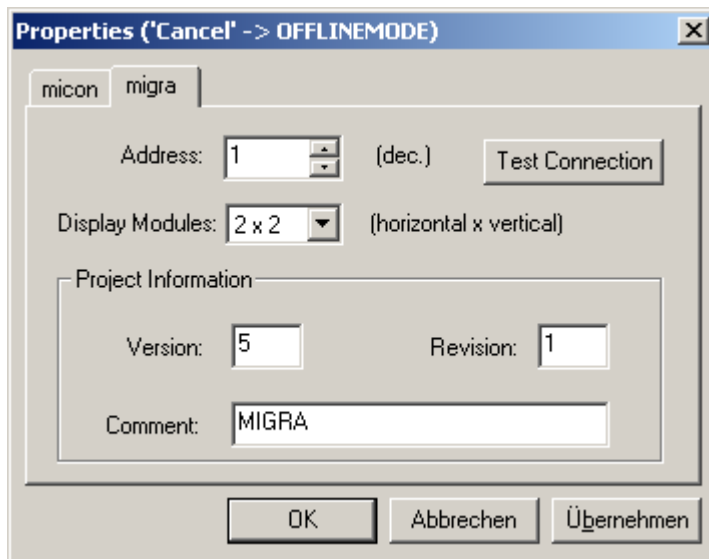 Properties ('Cancel' -> OFFLINEMODE)
micon migra
Address: 1 (dec.) Test Connection
Display Modules: 2 x 2 (horizontal x vertical)
Project Information
Version: 5 Revision: 1
Comment: MIGRA
OK Abbrechen Übernehmen